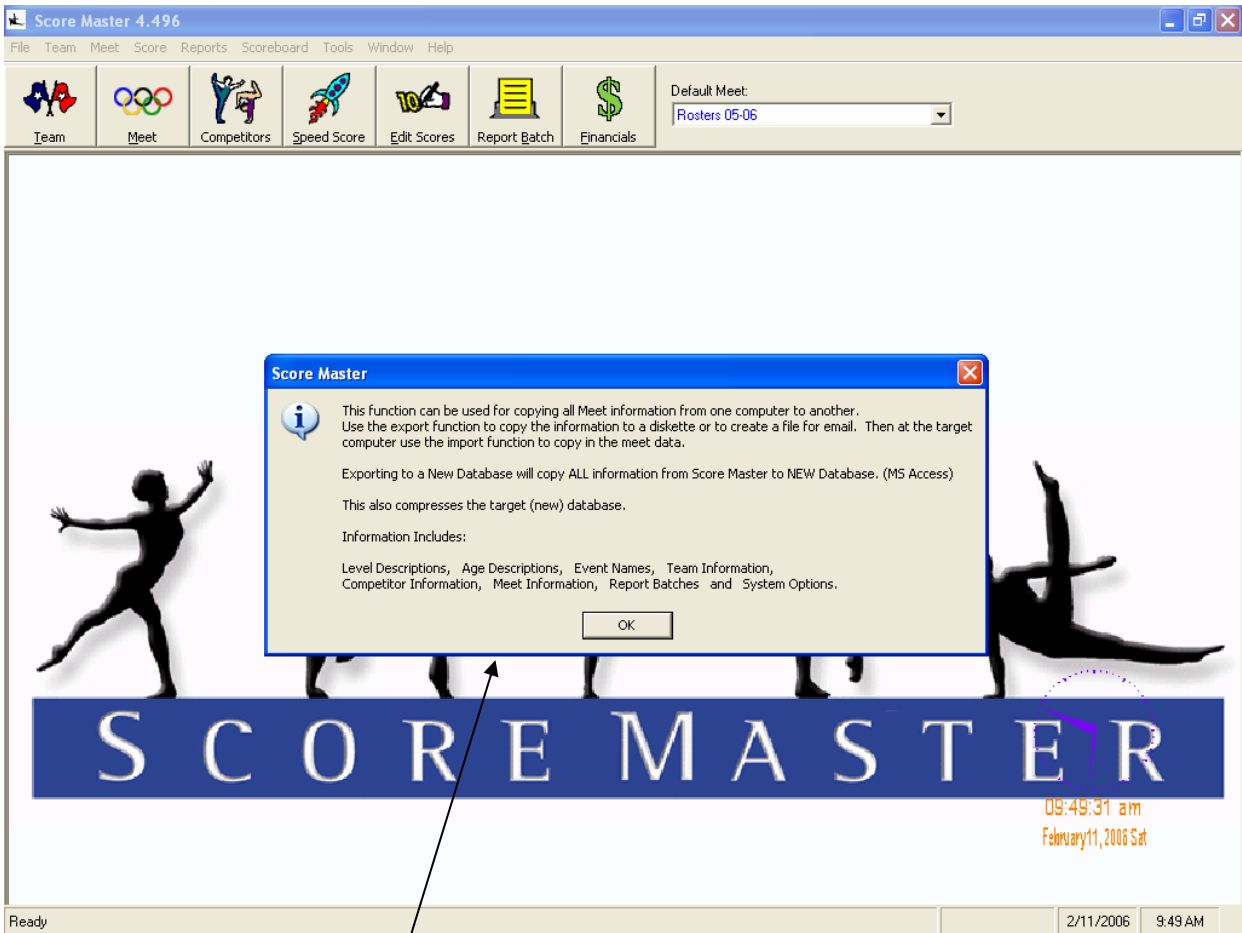 Score Master 4.496
File Team Meet Score Reports Scoreboard Tools Window Help
Team
Meet
Competitors
Speed Score
10
Edit Scores
Report Batch
$
Financials
Default Meet:
Rosters 05-06
Score Master
This function can be used for copying all Meet information from one computer to another.
Use the export function to copy the information to a diskette or to create a file for email. Then at the target
computer use the import function to copy in the meet data.
Exporting to a New Database will copy ALL information from Score Master to NEW Database. (MS Access)
This also compresses the target (new) database.
Information Includes:
Level Descriptions, Age Descriptions, Event Names, Team Information,
Competitor Information, Meet Information, Report Batches and System Options.
OK
SCORE MASTER
09:49:31 am
February11, 2006 Sat
Ready
2/11/2006
9:49 AM